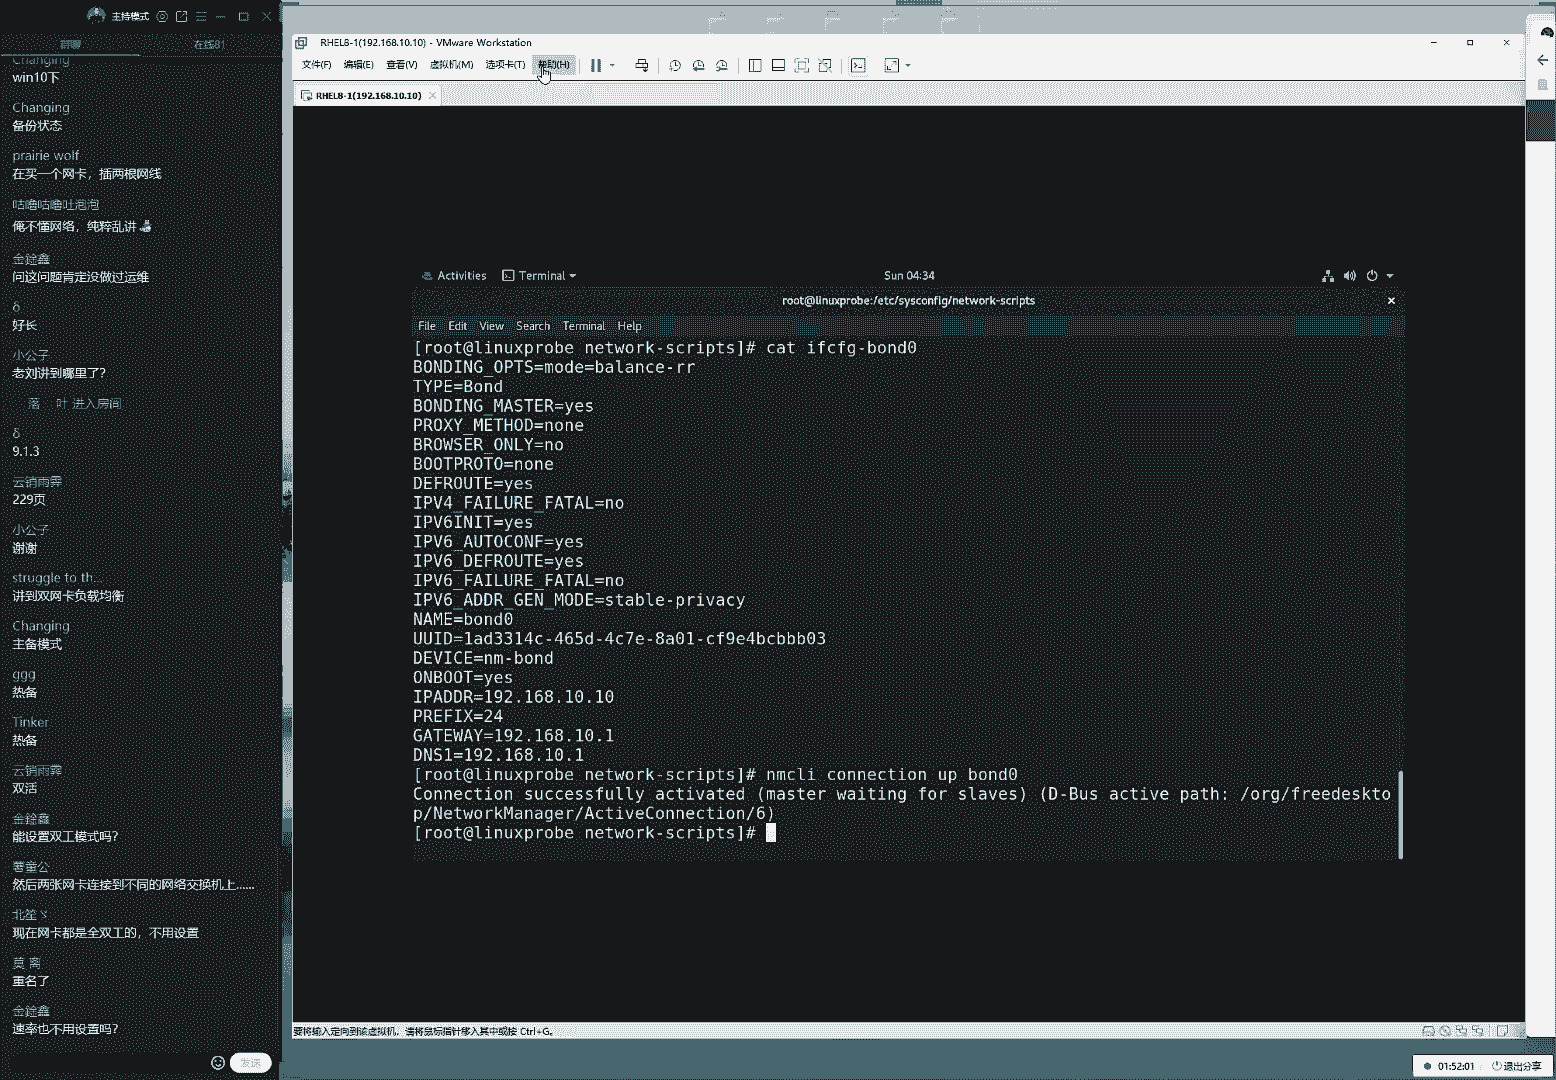 主持模式
群聊
在线81
Changing
win10下
Changing
备份状态
prairie wolf
在买一个网卡，插两根网线
咕噜咕噜吐泡泡
俺不懂网络，纯粹乱讲
金銓鑫
问这问题肯定没做过运维
δ
好长
小公子
老刘讲到哪里了?
落 叶 进入房间
δ
9.1.3
云销雨霁
229页
小公子
谢谢
struggle to th...
讲到双网卡负载均衡
Changing
主备模式
ggg
热备
Tinker
热备
云销雨霁
双活
金銓鑫
能设置双工模式吗?
薯童公
然后两张网卡连接到不同的网络交换机上......
北笙ヾ
现在网卡都是全双工的，不用设置
莫 离
重名了
金銓鑫
速率也不用设置吗?
发送
RHEL8-1(192.168.10.10) - VMware Workstation
文件(F) 编辑(E) 查看(V) 虚拟机(M) 选项卡(T) 帮助(H)
RHEL8-1(192.168.10.10)
Activities Terminal Sun 04:34
root@linuxprobe:/etc/sysconfig/network-scripts
File Edit View Search Terminal Help
[root@linuxprobe network-scripts]# cat ifcfg-bond0
BONDING_OPTS=mode=balance-rr
TYPE=Bond
BONDING_MASTER=yes
PROXY_METHOD=none
BROWSER_ONLY=no
BOOTPROTO=none
DEFROUTE=yes
IPV4_FAILURE_FATAL=no
IPV6INIT=yes
IPV6_AUTOCONF=yes
IPV6_DEFROUTE=yes
IPV6_FAILURE_FATAL=no
IPV6_ADDR_GEN_MODE=stable-privacy
NAME=bond0
UUID=1ad3314c-465d-4c7e-8a01-cf9e4bcbbb03
DEVICE=nm-bond
ONBOOT=yes
IPADDR=192.168.10.10
PREFIX=24
GATEWAY=192.168.10.1
DNS1=192.168.10.1
[root@linuxprobe network-scripts]# nmcli connection up bond0
Connection successfully activated (master waiting for slaves) (D-Bus active path: /org/freedeskto
p/NetworkManager/ActiveConnection/6)
[root@linuxprobe network-scripts]#
要将输入定向到该虚拟机，请将鼠标指针移入其中或按 Ctrl+G。
01:52:01 退出分享